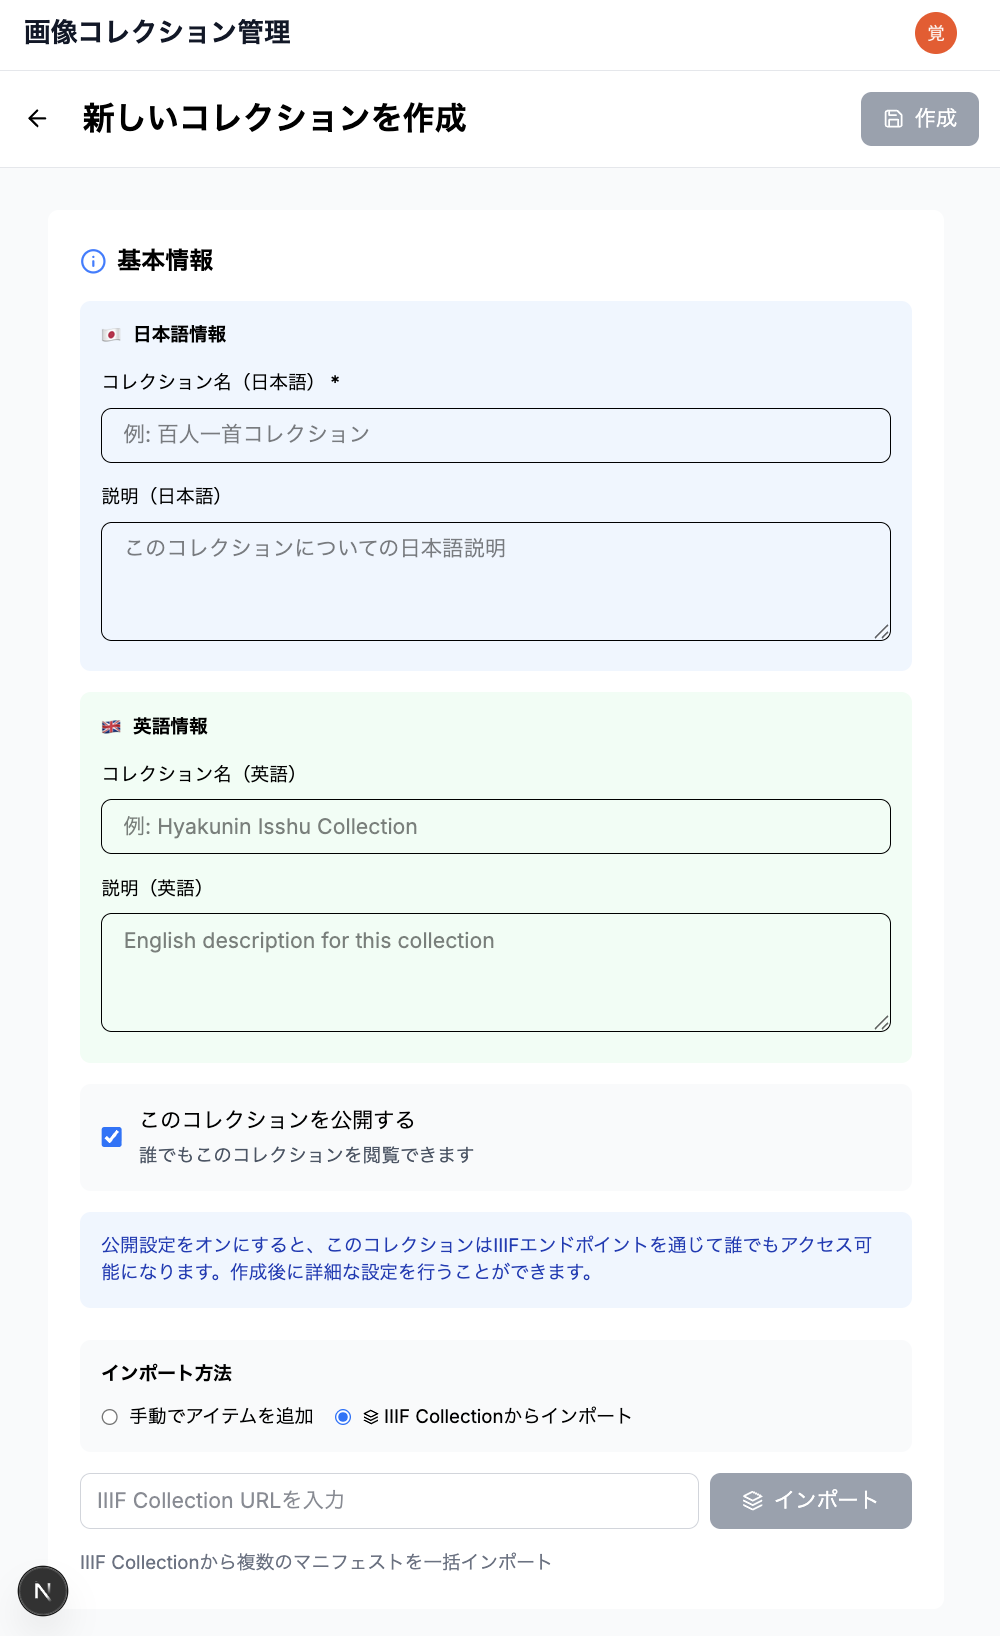 画像コレクション管理
覚
新しいコレクションを作成
作成
基本情報
日本語情報
コレクション名（日本語） *
例: 百人一首コレクション
説明（日本語）
このコレクションについての日本語説明
英語情報
コレクション名（英語）
例: Hyakunin Isshu Collection
説明（英語）
English description for this collection
このコレクションを公開する
誰でもこのコレクションを閲覧できます
公開設定をオンにすると、このコレクションはIIIFエンドポイントを通じて誰でもアクセス可
能になります。作成後に詳細な設定を行うことができます。
インポート方法
手動でアイテムを追加 IIIF Collectionからインポート
IIIF Collection URLを入力
インポート
IIIF Collectionから複数のマニフェストを一括インポート
N